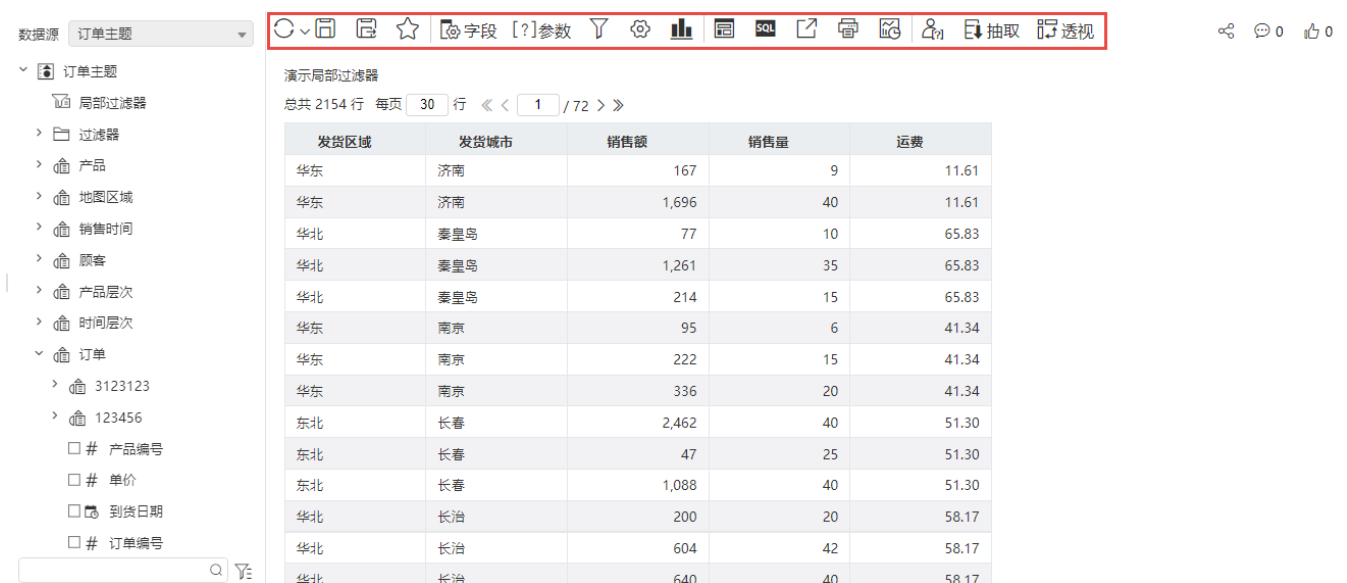 数据源 订单主题
字段 [?]参数 SQL 抽取 透视
0 0
订单主题
局部过滤器
过滤器
产品
地图区域
销售时间
顾客
产品层次
时间层次
订单
3123123
123456
# 产品编号
# 单价
到货日期
# 订单编号
演示局部过滤器
总共 2154 行 每页 30 行 1 / 72
发货区域 发货城市 销售额 销售量 运费
华东 济南 167 9 11.61
华东 济南 1,696 40 11.61
华北 秦皇岛 77 10 65.83
华北 秦皇岛 1,261 35 65.83
华北 秦皇岛 214 15 65.83
华东 南京 95 6 41.34
华东 南京 222 15 41.34
华东 南京 336 20 41.34
东北 长春 2,462 40 51.30
东北 长春 47 25 51.30
东北 长春 1,088 40 51.30
华北 长治 200 20 58.17
华北 长治 604 42 58.17
华北 长治 640 40 58.17